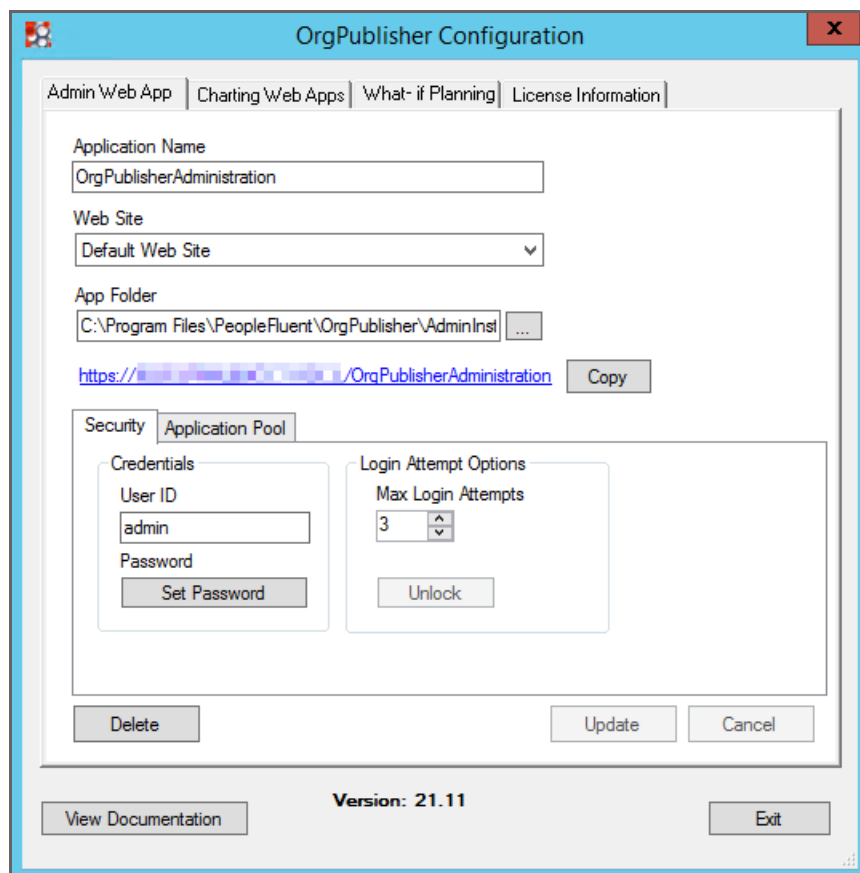 OrgPublisher Configuration
x
Admin Web App Charting Web Apps What- if Planning License Information
Application Name
OrgPublisherAdministration
Web Site
Default Web Site
App Folder
C:\Program Files\PeopleFluent\OrgPublisher\AdminInst ...
https:// /OrgPublisherAdministration Copy
Security Application Pool
Credentials Login Attempt Options
User ID Max Login Attempts
admin 3
Password
Set Password Unlock
Delete Update Cancel
Version: 21.11
View Documentation Exit